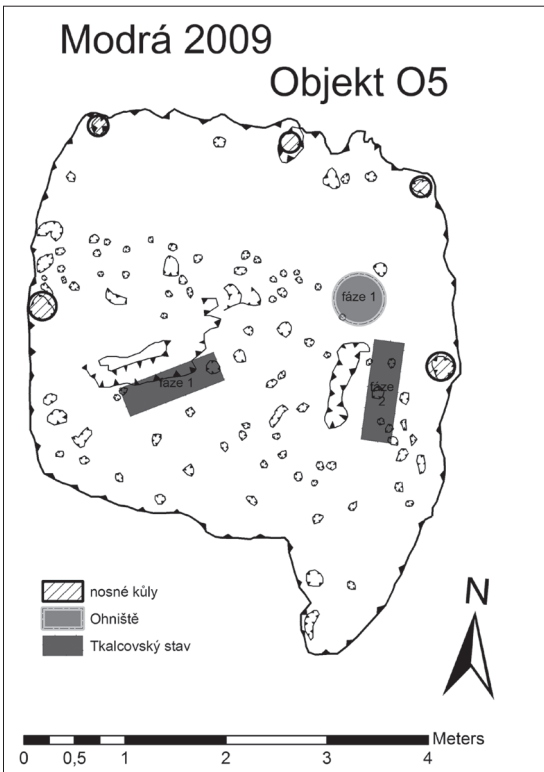 Modrá 2009
Objekt O5
fáze 1
fáze 1
fáze
2
nosné kůly
Ohniště
Tkalcovský stav
N
Meters
0 0,5 1 2 3 4